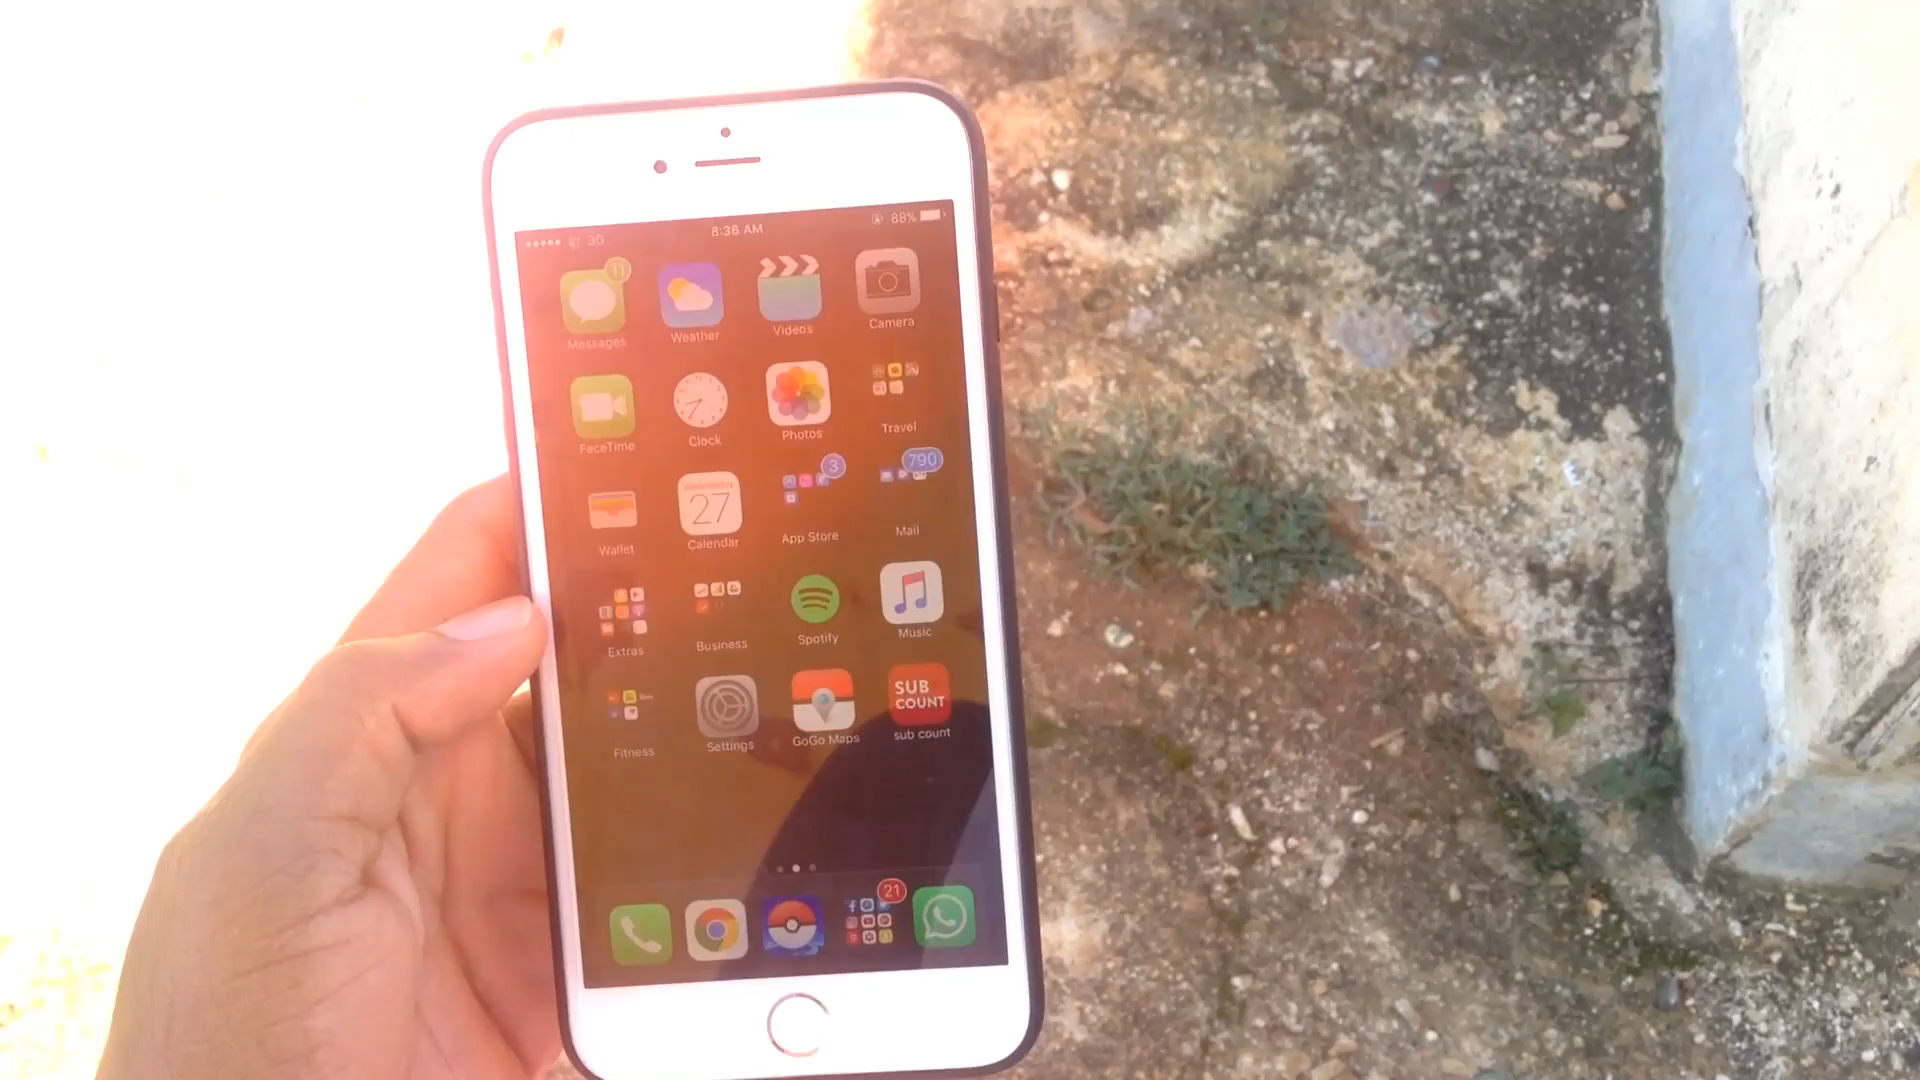 3G 8:36 AM 88%
11
Messages Weather Videos Camera
FaceTime Clock Photos Travel
Wednesday
27
3 790
Wallet Calendar App Store Mail
Extras Business Spotify Music
SUB
COUNT
Fitness Settings GoGo Maps sub count
21